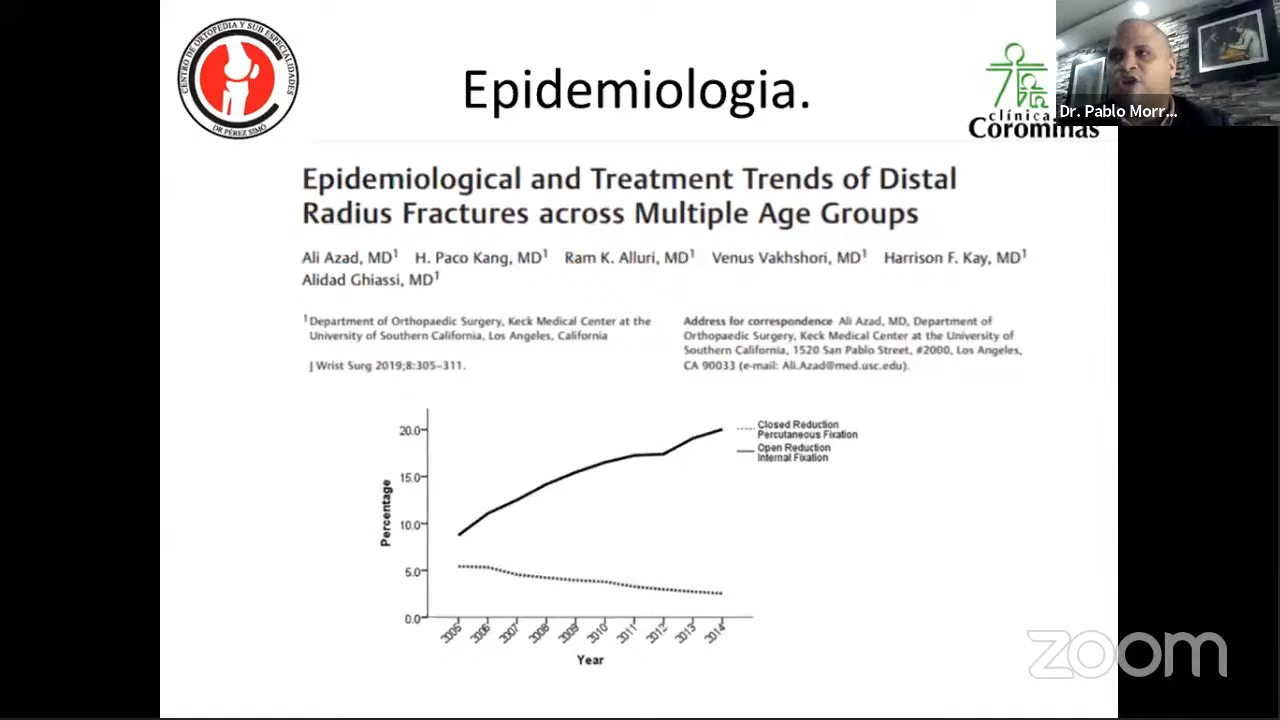 CENTRO DE ORTOPEDIA Y SUB ESPECIALIDADES
DR PÉREZ SIMÓ
Epidemiologia.
clínica
Corominas
Dr. Pablo Morr...
Epidemiological and Treatment Trends of Distal
Radius Fractures across Multiple Age Groups
Ali Azad, MD1 H. Paco Kang, MD1 Ram K. Alluri, MD1 Venus Vakhshori, MD1 Harrison F. Kay, MD1
Alidad Ghiassi, MD1
1 Department of Orthopaedic Surgery, Keck Medical Center at the
University of Southern California, Los Angeles, California
J Wrist Surg 2019;8:305–311.
Address for correspondence Ali Azad, MD, Department of
Orthopaedic Surgery, Keck Medical Center at the University of
Southern California, 1520 San Pablo Street, #2000, Los Angeles,
CA 90033 (e-mail: Ali.Azad@med.usc.edu).
Closed Reduction
Percutaneous Fixation
Open Reduction
Internal Fixation
Percentage
20.0
15.0
10.0
5.0
0.0
2005 2006 2007 2008 2009 2010 2011 2012 2013 2014
Year
zoom